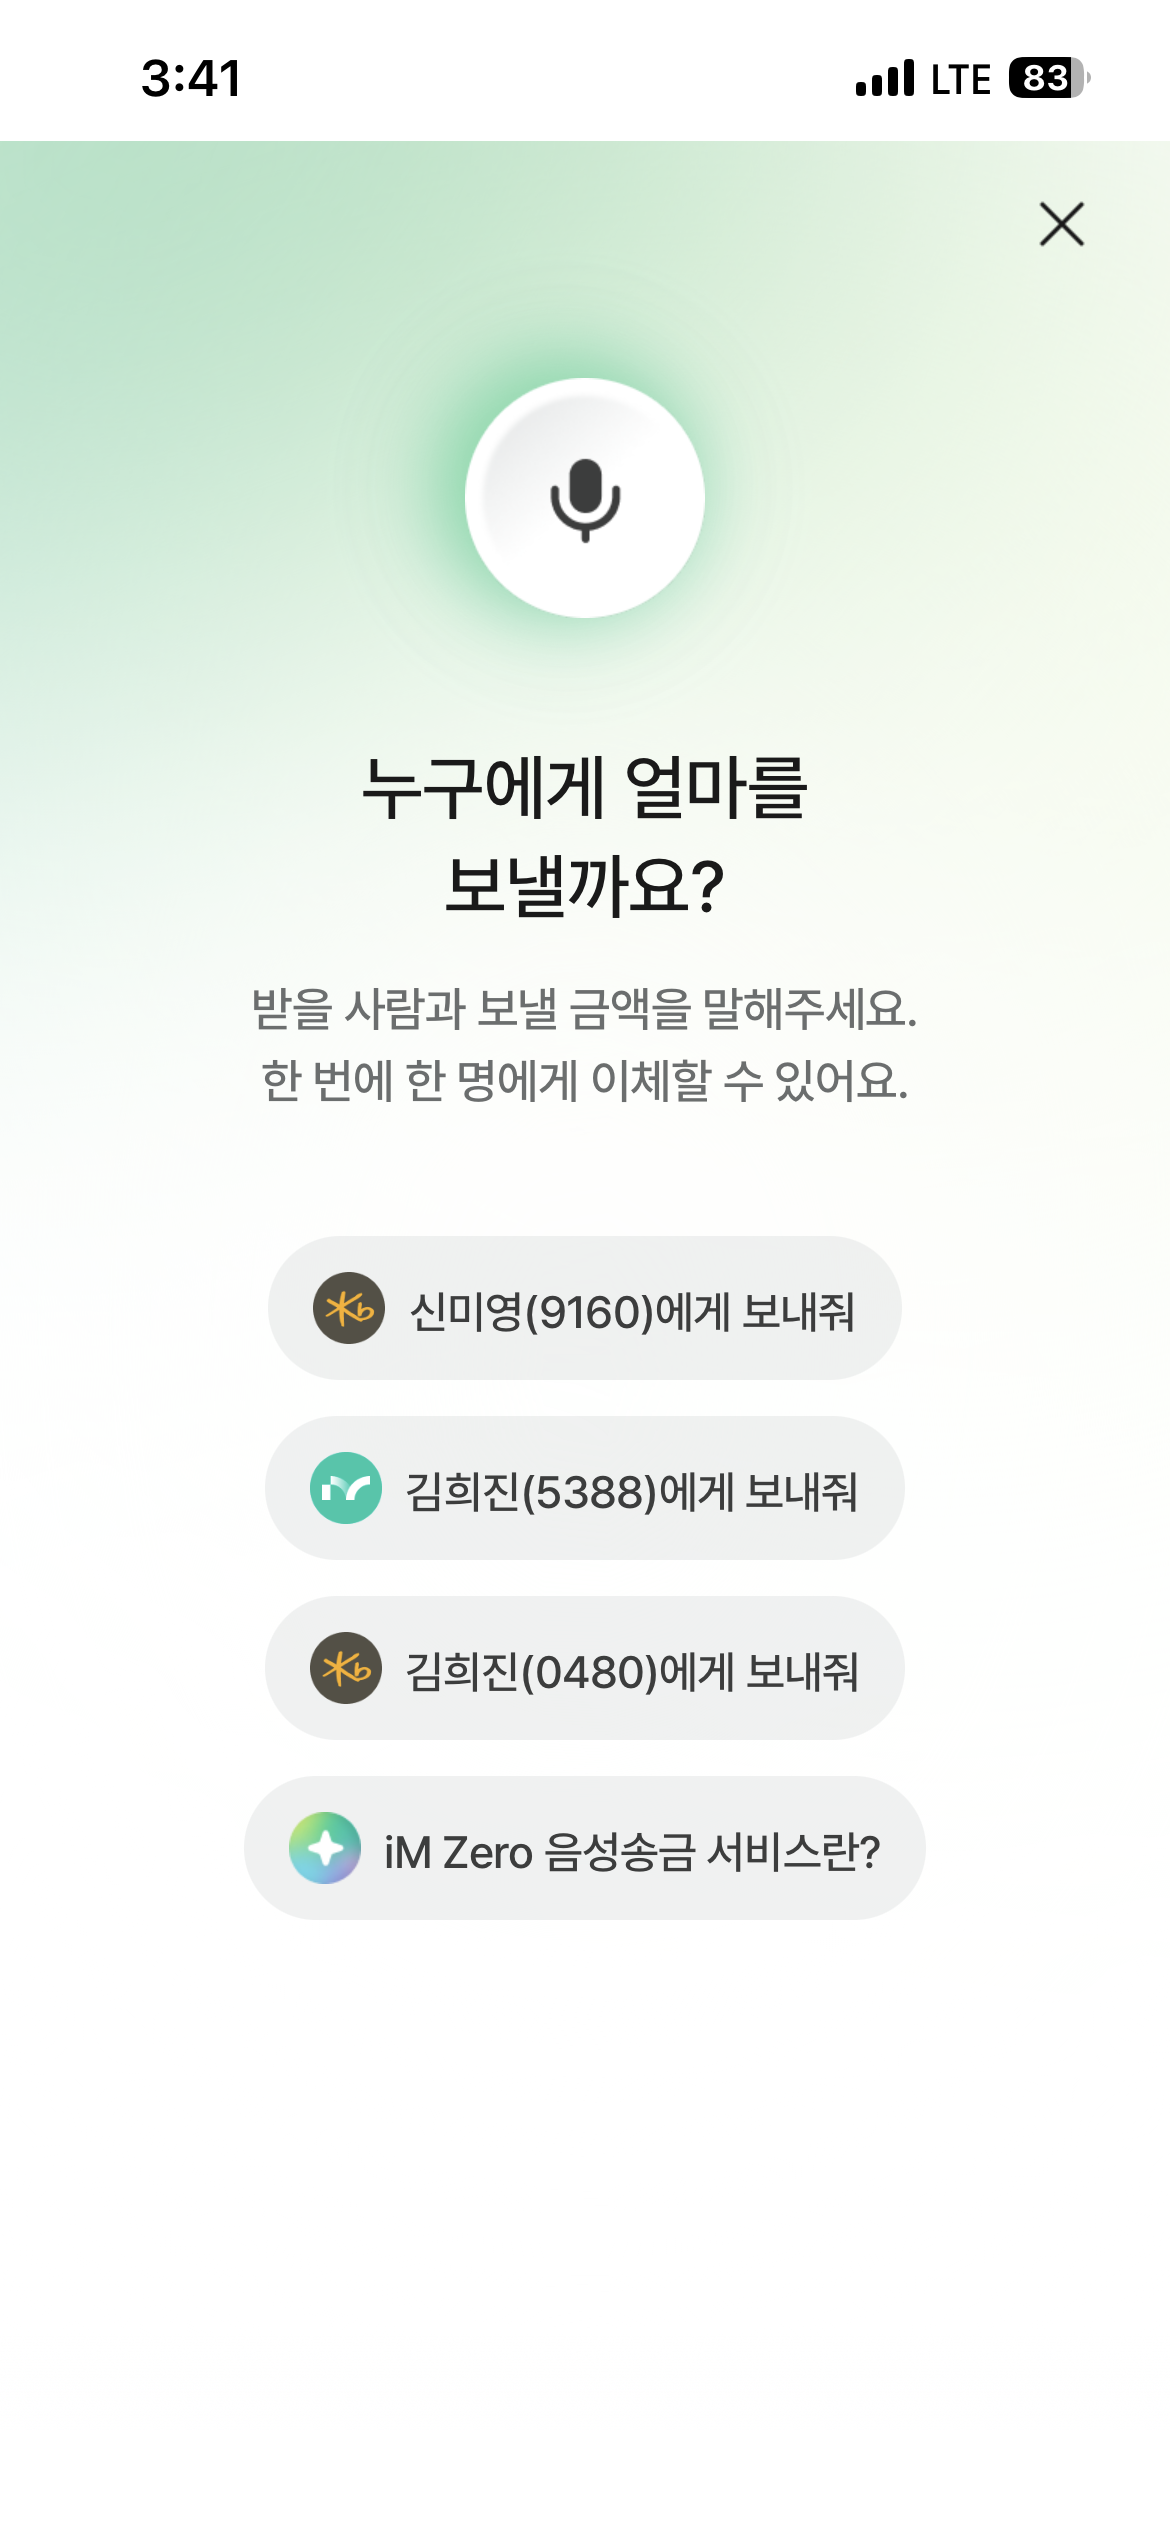 3:41
LTE 83
누구에게 얼마를
보낼까요?
받을 사람과 보낼 금액을 말해주세요.
한 번에 한 명에게 이체할 수 있어요.
신미영(9160)에게 보내줘
김희진(5388)에게 보내줘
김희진(0480)에게 보내줘
iM Zero 음성송금 서비스란?